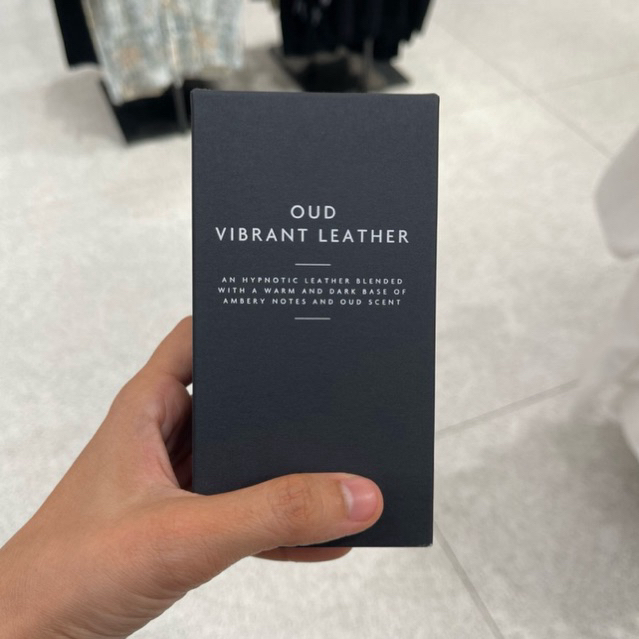 OUD
VIBRANT LEATHER
AN HYPNOTIC LEATHER BLENDED
WITH A WARM AND DARK BASE OF
AMBERY NOTES AND OUD SCENT